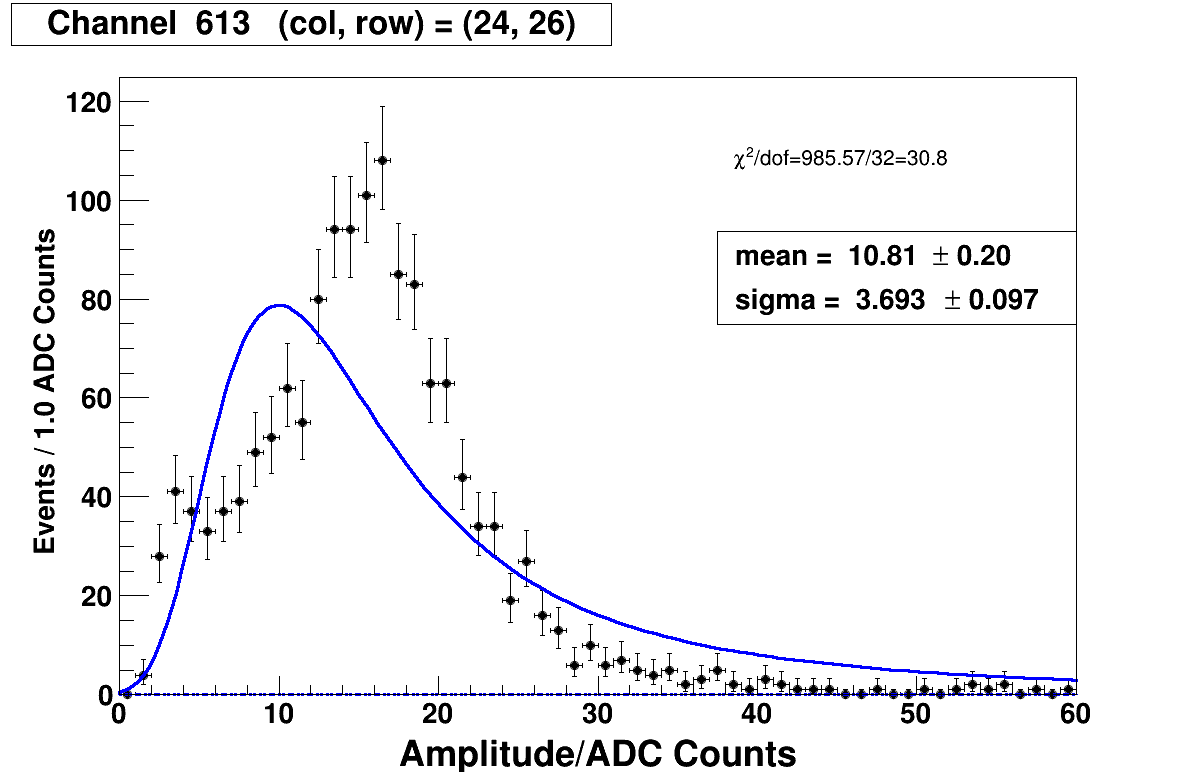 Channel 613 (col, row) = (24, 26)
χ²/dof=985.57/32=30.8
mean = 10.81 ± 0.20
sigma = 3.693 ± 0.097
Events / 1.0 ADC Counts
120
100
80
60
40
20
0
0 10 20 30 40 50 60
Amplitude/ADC Counts